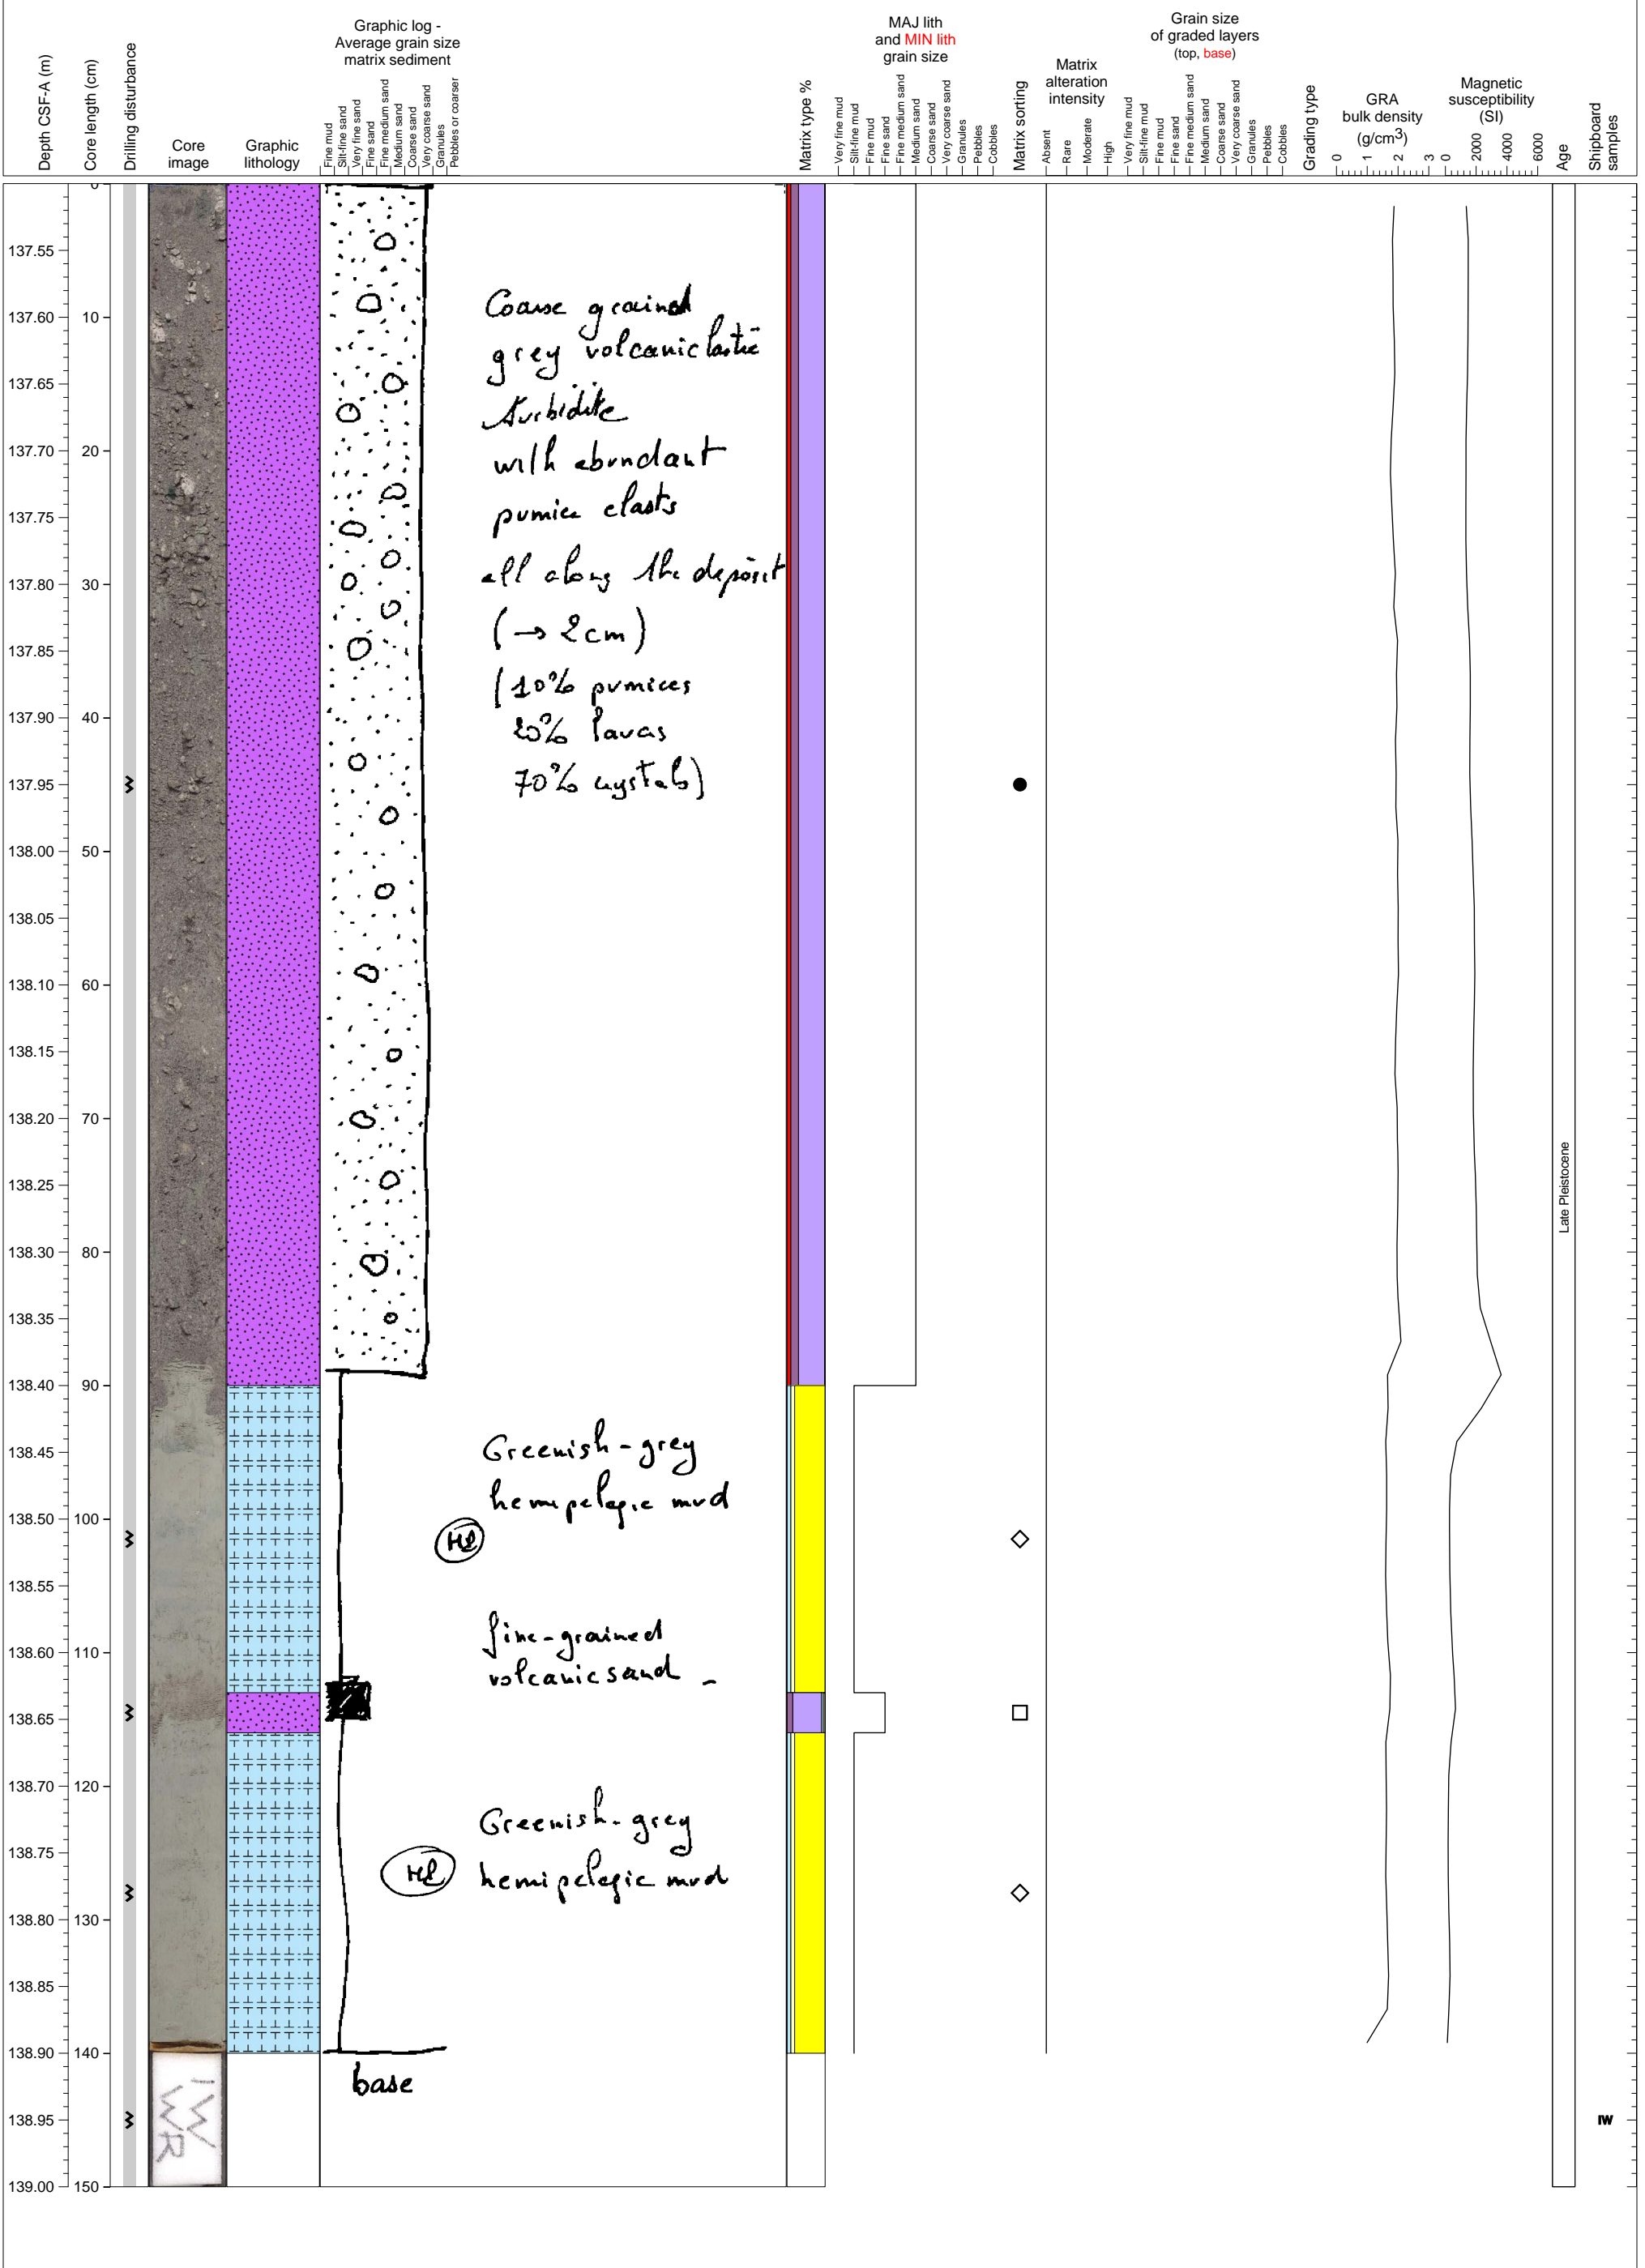 Depth CSF-A (m)
Core length (cm)
Drilling disturbance
Core
image
Graphic
lithology
Graphic log -
Average grain size
matrix sediment
Fine mud
Silt-fine sand
Very fine sand
Fine sand
Fine medium sand
Medium sand
Coarse sand
Very coarse sand
Granules
Pebbles or coarser
Matrix type %
MAJ lith
and MIN lith
grain size
Very fine mud
Silt-fine mud
Fine mud
Fine sand
Fine medium sand
Medium sand
Coarse sand
Very coarse sand
Granules
Pebbles
Cobbles
Matrix sorting
Matrix
alteration
intensity
Absent
Rare
Moderate
High
Grain size
of graded layers
(top, base)
Very fine mud
Silt-fine mud
Fine mud
Fine sand
Fine medium sand
Medium sand
Coarse sand
Very coarse sand
Granules
Pebbles
Cobbles
Grading type
GRA
bulk density
(g/cm3)
0 1 2 3
Magnetic
susceptibility
(SI)
0 2000 4000 6000
Age
Shipboard
samples
0
137.55
137.60 10
137.65
137.70 20
137.75
137.80 30
137.85
137.90 40
137.95
138.00 50
138.05
138.10 60
138.15
138.20 70
138.25
138.30 80
138.35
138.40 90
138.45
138.50 100
138.55
138.60 110
138.65
138.70 120
138.75
138.80 130
138.85
138.90 140
138.95
139.00 150
Coarse grained
grey volcaniclastic
turbidite
with abundant
pumice clasts
all along the deposit
(→ 2cm)
(10% pumices
20% lavas
70% crystals)
Greenish-grey
hemipelagic mud
fine-grained
volcanic sand -
Greenish-grey
hemipelagic mud
base
IW
WR
Late Pleistocene
IW